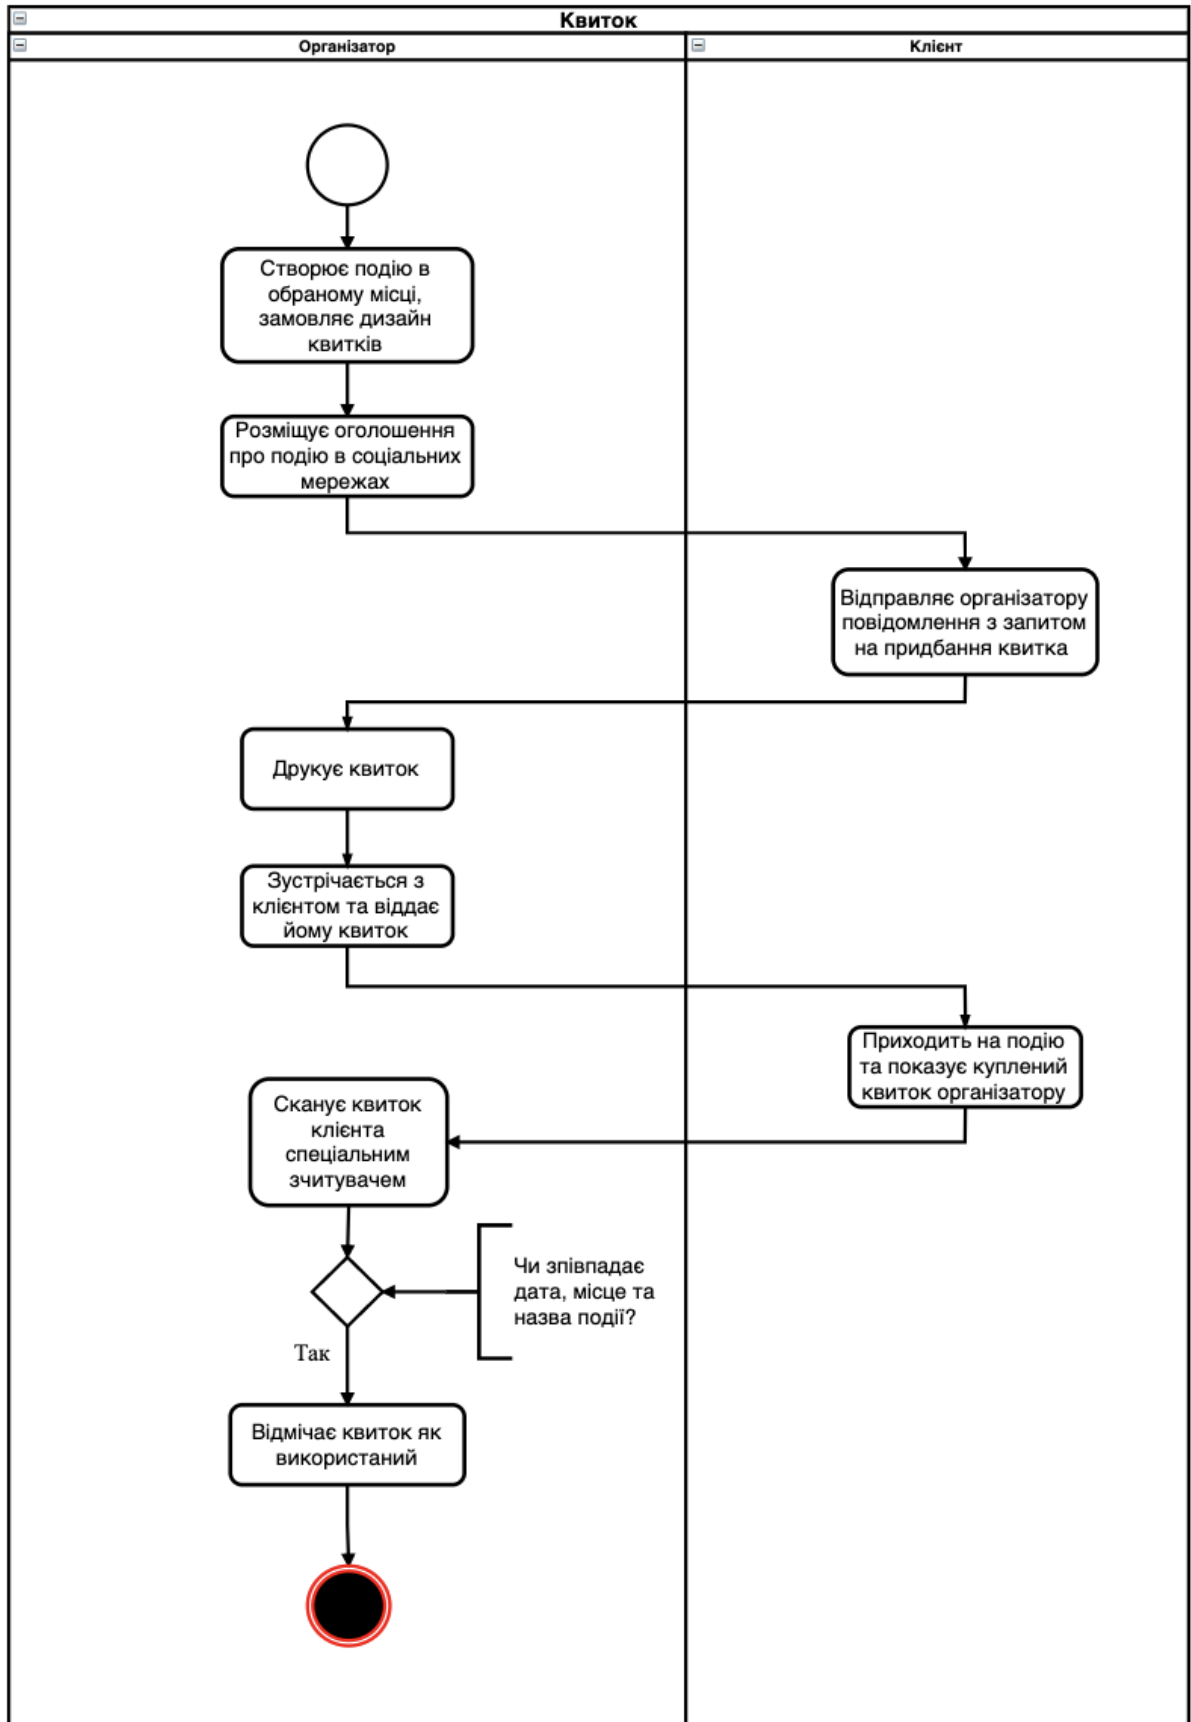 Квиток
Організатор
Клієнт
Створює подію в
обраному місці,
замовляє дизайн
квитків
Розміщує оголошення
про подію в соціальних
мережах
Відправляє організатору
повідомлення з запитом
на придбання квитка
Друкує квиток
Зустрічається з
клієнтом та віддає
йому квиток
Приходить на подію
та показує куплений
квиток організатору
Сканує квиток
клієнта
спеціальним
зчитувачем
Чи зпівпадає
дата, місце та
назва події?
Так
Відмічає квиток як
використаний